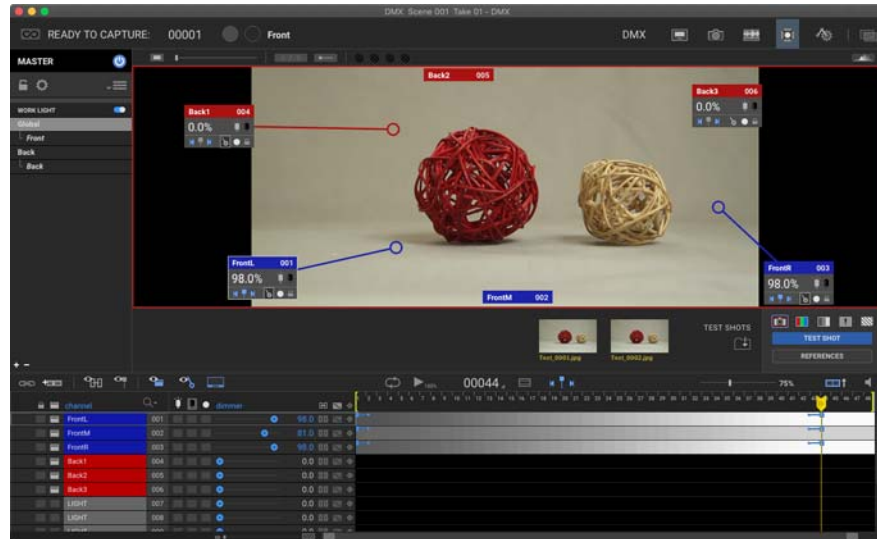 DMX: Scene 001 Take 01 - DMX
READY TO CAPTURE: 00001 Front DMX
MASTER
WORK LIGHT
Global
Front
Back
Back
Back1 004
0.0%
Back2 005
Back3 006
0.0%
FrontL 001
98.0%
FrontM 002
FrontR 003
98.0%
Test_0001.jpg
Test_0002.jpg
TEST SHOTS
TEST SHOT
REFERENCES
00044
75%
channel dimmer
FrontL 001 98.0
FrontM 002 81.0
FrontR 003 98.0
Back1 004 0.0
Back2 005 0.0
Back3 006 0.0
LIGHT 007 0.0
LIGHT 008 0.0